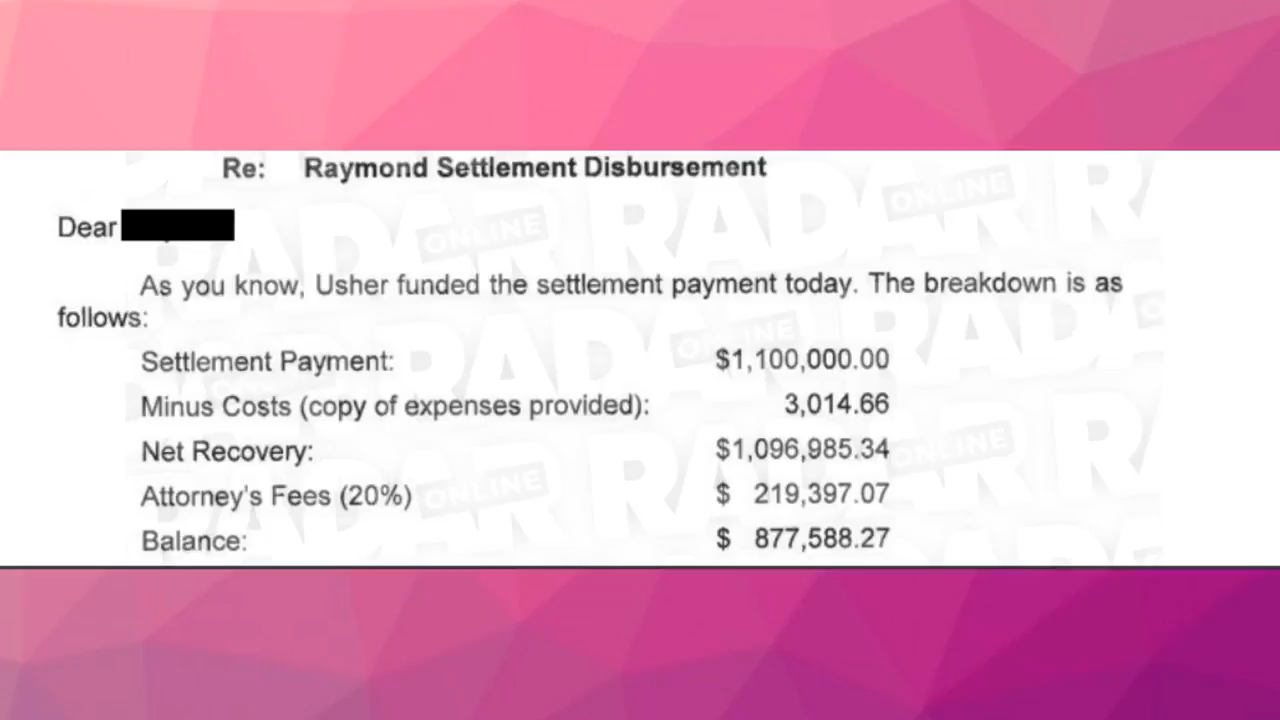 Re: Raymond Settlement Disbursement
Dear
As you know, Usher funded the settlement payment today. The breakdown is as
follows:
Settlement Payment: $1,100,000.00
Minus Costs (copy of expenses provided): 3,014.66
Net Recovery: $1,096,985.34
Attorney's Fees (20%) $ 219,397.07
Balance: $ 877,588.27
RADAR ONLINE